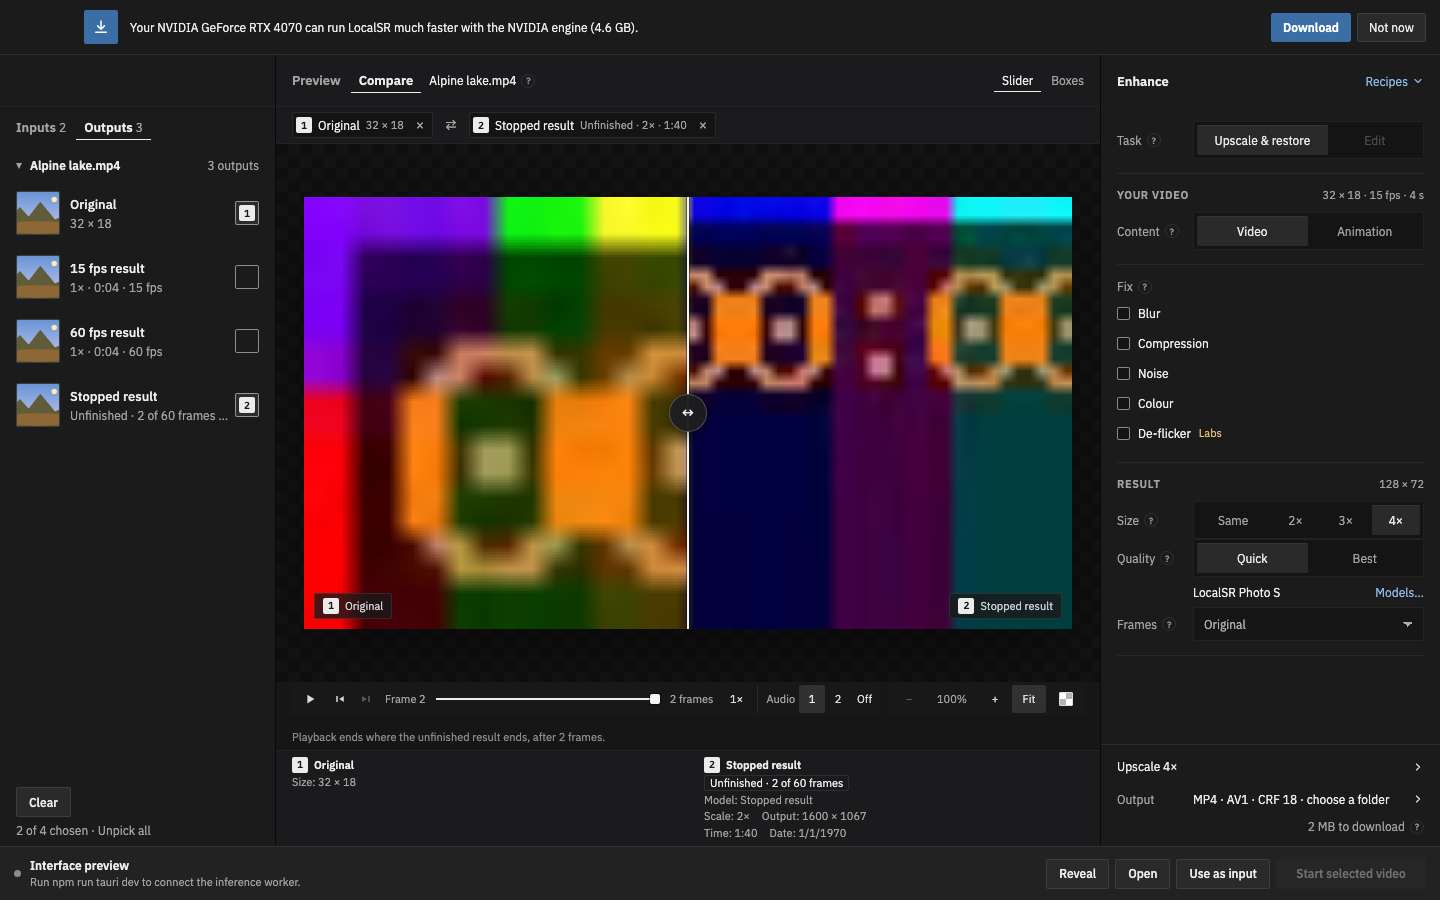 Your NVIDIA GeForce RTX 4070 can run LocalSR much faster with the NVIDIA engine (4.6 GB).
Download
Not now
Preview
Compare
Alpine lake.mp4
?
Slider
Boxes
Enhance
Recipes
Inputs 2
Outputs 3
1 Original 32 × 18 ×
2 Stopped result Unfinished · 2× · 1:40 ×
Task ?
Upscale & restore
Edit
Alpine lake.mp4
3 outputs
Original
32 × 18
1
15 fps result
1× · 0:04 · 15 fps
60 fps result
1× · 0:04 · 60 fps
Stopped result
Unfinished · 2 of 60 frames ...
2
YOUR VIDEO
32 × 18 · 15 fps · 4 s
Content ?
Video
Animation
Fix ?
Blur
Compression
Noise
Colour
De-flicker Labs
RESULT
128 × 72
Size ?
Same
2×
3×
4×
Quality ?
Quick
Best
LocalSR Photo S
Models...
Frames ?
Original
1 Original
2 Stopped result
Frame 2
2 frames
1×
Audio
1
2
Off
−
100%
+
Fit
Playback ends where the unfinished result ends, after 2 frames.
1 Original
Size: 32 × 18
2 Stopped result
Unfinished · 2 of 60 frames
Model: Stopped result
Scale: 2× Output: 1600 × 1067
Time: 1:40 Date: 1/1/1970
Upscale 4×
Output
MP4 · AV1 · CRF 18 · choose a folder
2 MB to download ?
Clear
2 of 4 chosen · Unpick all
Interface preview
Run npm run tauri dev to connect the inference worker.
Reveal
Open
Use as input
Start selected video